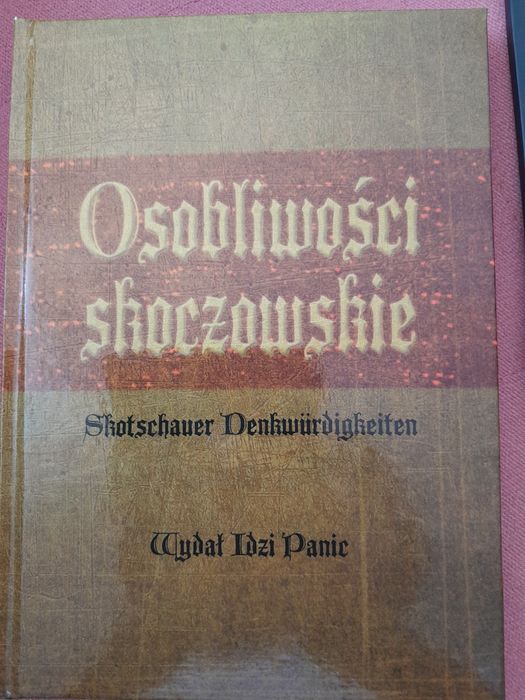 Osobliwości
skoczowskie
Skotschauer Denkwürdigkeiten
Wydał Idzi Panic